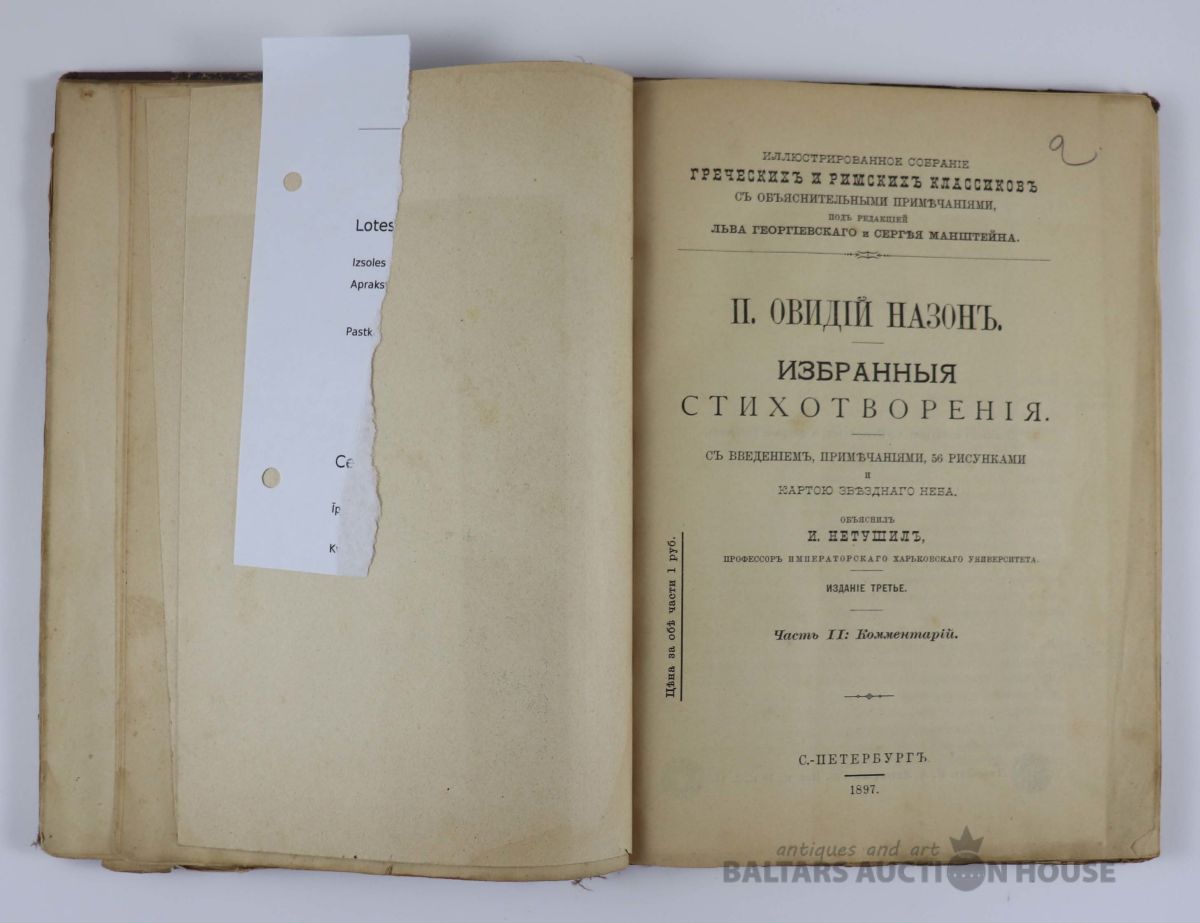 Lotes
Izsoles
Apraks
Pastk
Ce
Īp
ИЛЛЮСТРИРОВАННОЕ СОБРАНІЕ
ГРЕЧЕСКИХЪ И РИМСКИХЪ КЛАССИКОВЪ
СЪ ОБЪЯСНИТЕЛЬНЫМИ ПРИМѢЧАНІЯМИ,
ПОДЪ РЕДАКЦІЕЙ
ЛЬВА ГЕОРГІЕВСКАГО и СЕРГѢЯ МАНШТЕЙНА.
П. ОВИДІЙ НАЗОНЪ.
ИЗБРАННЫЯ
СТИХОТВОРЕНІЯ.
СЪ ВВЕДЕНІЕМЪ, ПРИМѢЧАНІЯМИ, 56 РИСУНКАМИ
И
КАРТОЮ ЗВѢЗДНАГО НЕБА.
ОБЪЯСНИЛЪ
И. НЕТУШИЛЪ,
ПРОФЕССОРЪ ИМПЕРАТОРСКАГО ХАРЬКОВСКАГО УНИВЕРСИТЕТА.
ИЗДАНІЕ ТРЕТЬЕ.
Часть II: Комментарій.
Цѣна за обѣ части 1 руб.
С.-ПЕТЕРБУРГЪ
1897.
antiques and art
BALTARS AUCTION HOUSE